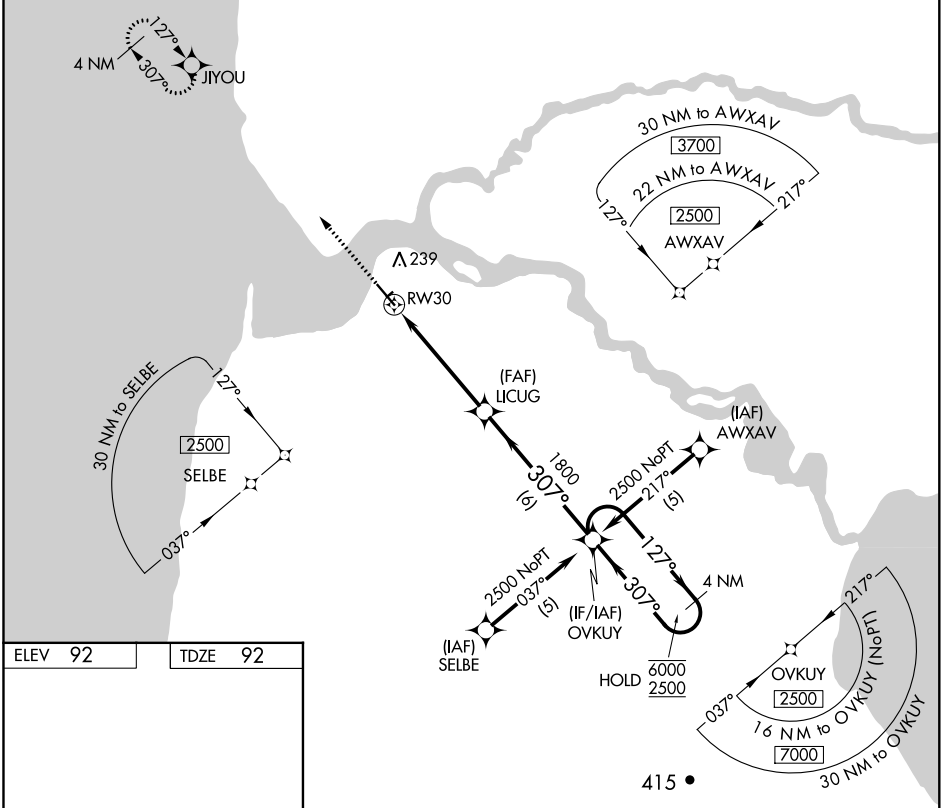 127°
4 NM
307°
JIYOU
30 NM to AWXAV
3700
22 NM to AWXAV
127°
217°
2500
AWXAV
239
RW30
(FAF)
LICUG
30 NM to SELBE
127°
2500
SELBE
037°
(IAF)
AWXAV
1800
307°
(6)
2500 NoPT
217°
(5)
127°
4 NM
307°
2500 NoPT
037°
(5)
(IF/IAF)
OVKUY
(IAF)
SELBE
HOLD
6000
2500
217°
OVKUY
2500
037°
16 NM to OVKUY (NoPT)
7000
30 NM to OVKUY
415
ELEV 92
TDZE 92